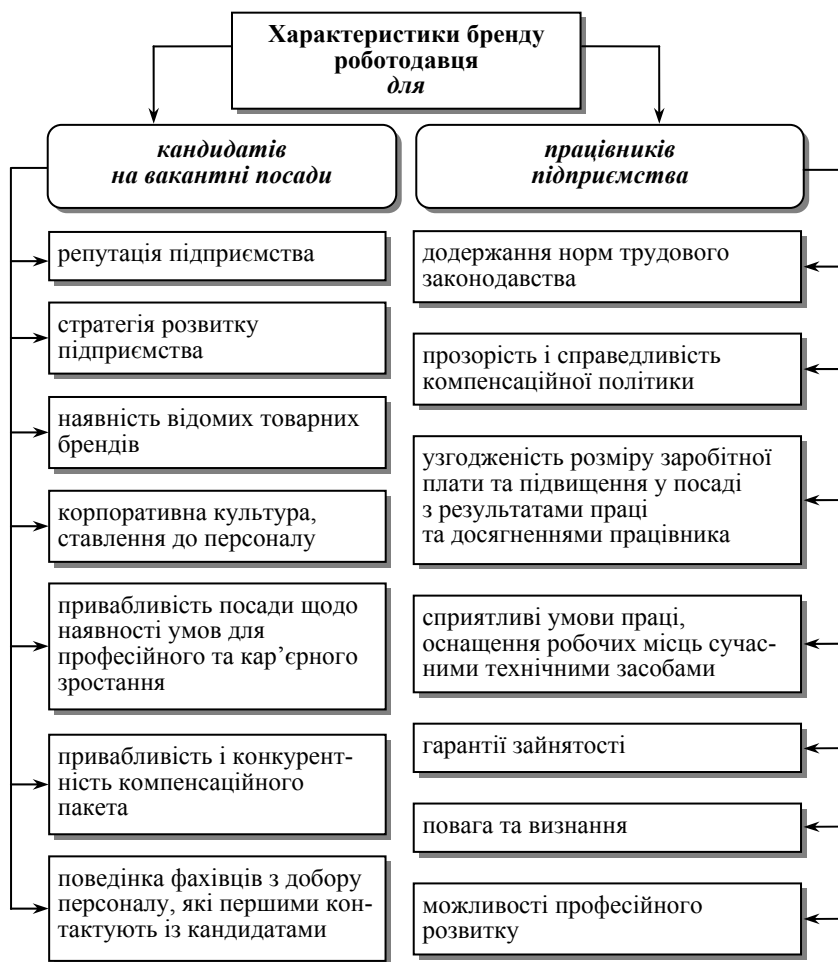 Характеристики бренду
роботодавця
для
кандидатів
на вакантні посади
репутація підприємства
стратегія розвитку
підприємства
наявність відомих товарних
брендів
корпоративна культура,
ставлення до персоналу
привабливість посади щодо
наявності умов для
професійного та кар’єрного
зростання
привабливість і конкурент-
ність компенсаційного
пакета
поведінка фахівців з добору
персоналу, які першими кон-
тактують із кандидатами
працівників
підприємства
додержання норм трудового
законодавства
прозорість і справедливість
компенсаційної політики
узгодженість розміру заробітної
плати та підвищення у посаді
з результатами праці
та досягненнями працівника
сприятливі умови праці,
оснащення робочих місць сучас-
ними технічними засобами
гарантії зайнятості
повага та визнання
можливості професійного
розвитку